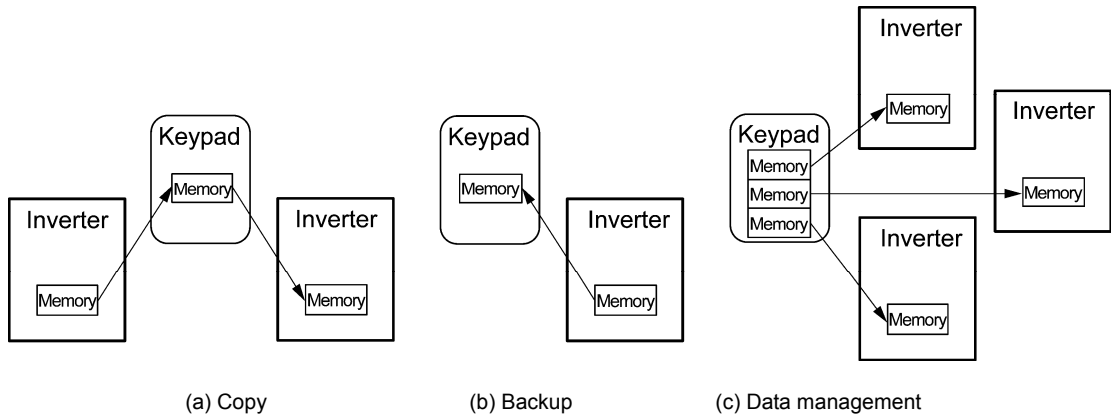 Inverter
Memory
Keypad
Memory
Inverter
Memory
(a) Copy
Keypad
Memory
Inverter
Memory
(b) Backup
Keypad
Memory
Memory
Memory
Inverter
Memory
Inverter
Memory
Inverter
Memory
(c) Data management